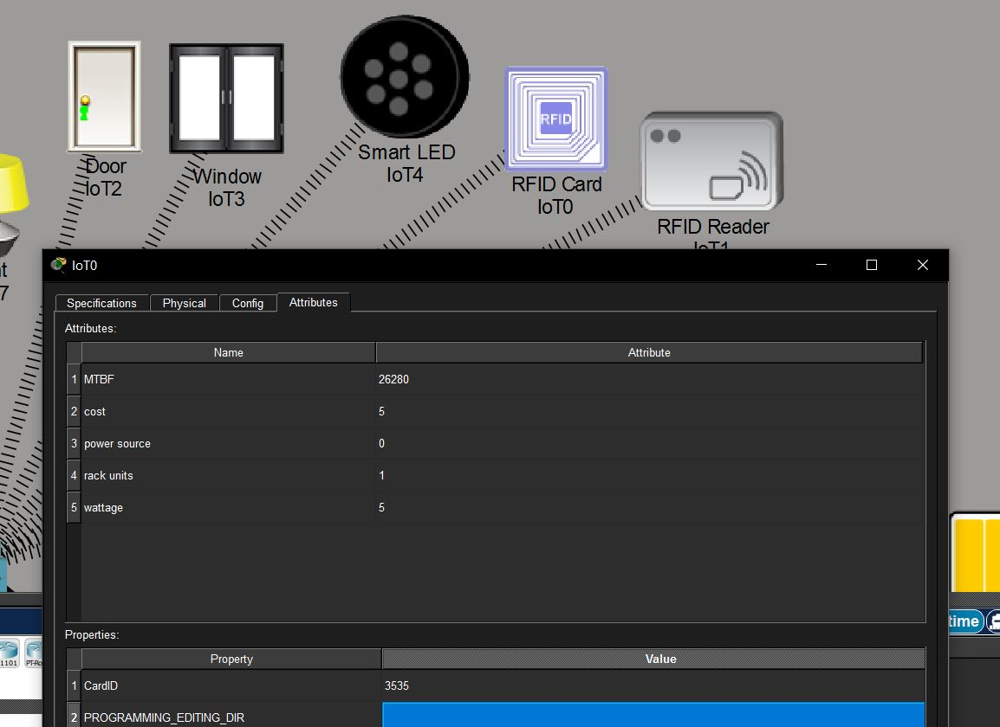 RFID
Door
IoT2
Window
IoT3
Smart LED
IoT4
RFID Card
IoT0
RFID Reader
IoT1
t
7
IoT0
Specifications
Physical
Config
Attributes
Attributes:
Name
Attribute
1 MTBF 26280
2 cost 5
3 power source 0
4 rack units 1
5 wattage 5
time
1101
PT-Ro
Properties:
Property
Value
1 CardID 3535
2 PROGRAMMING_EDITING_DIR